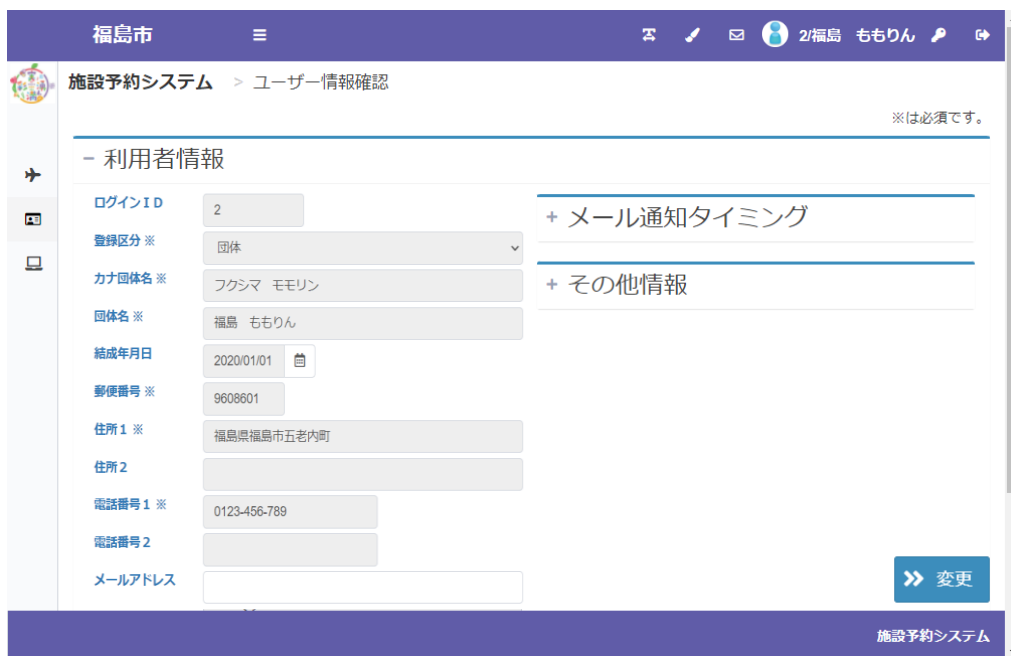 福島市
2/福島 ももりん
施設予約システム > ユーザー情報確認
※は必須です。
− 利用者情報
ログインID 2
登録区分 ※ 団体
カナ団体名 ※ フクシマ モモリン
団体名 ※ 福島 ももりん
結成年月日 2020/01/01
郵便番号 ※ 9608601
住所1 ※ 福島県福島市五老内町
住所2
電話番号1 ※ 0123-456-789
電話番号2
メールアドレス
+ メール通知タイミング
+ その他情報
変更
施設予約システム